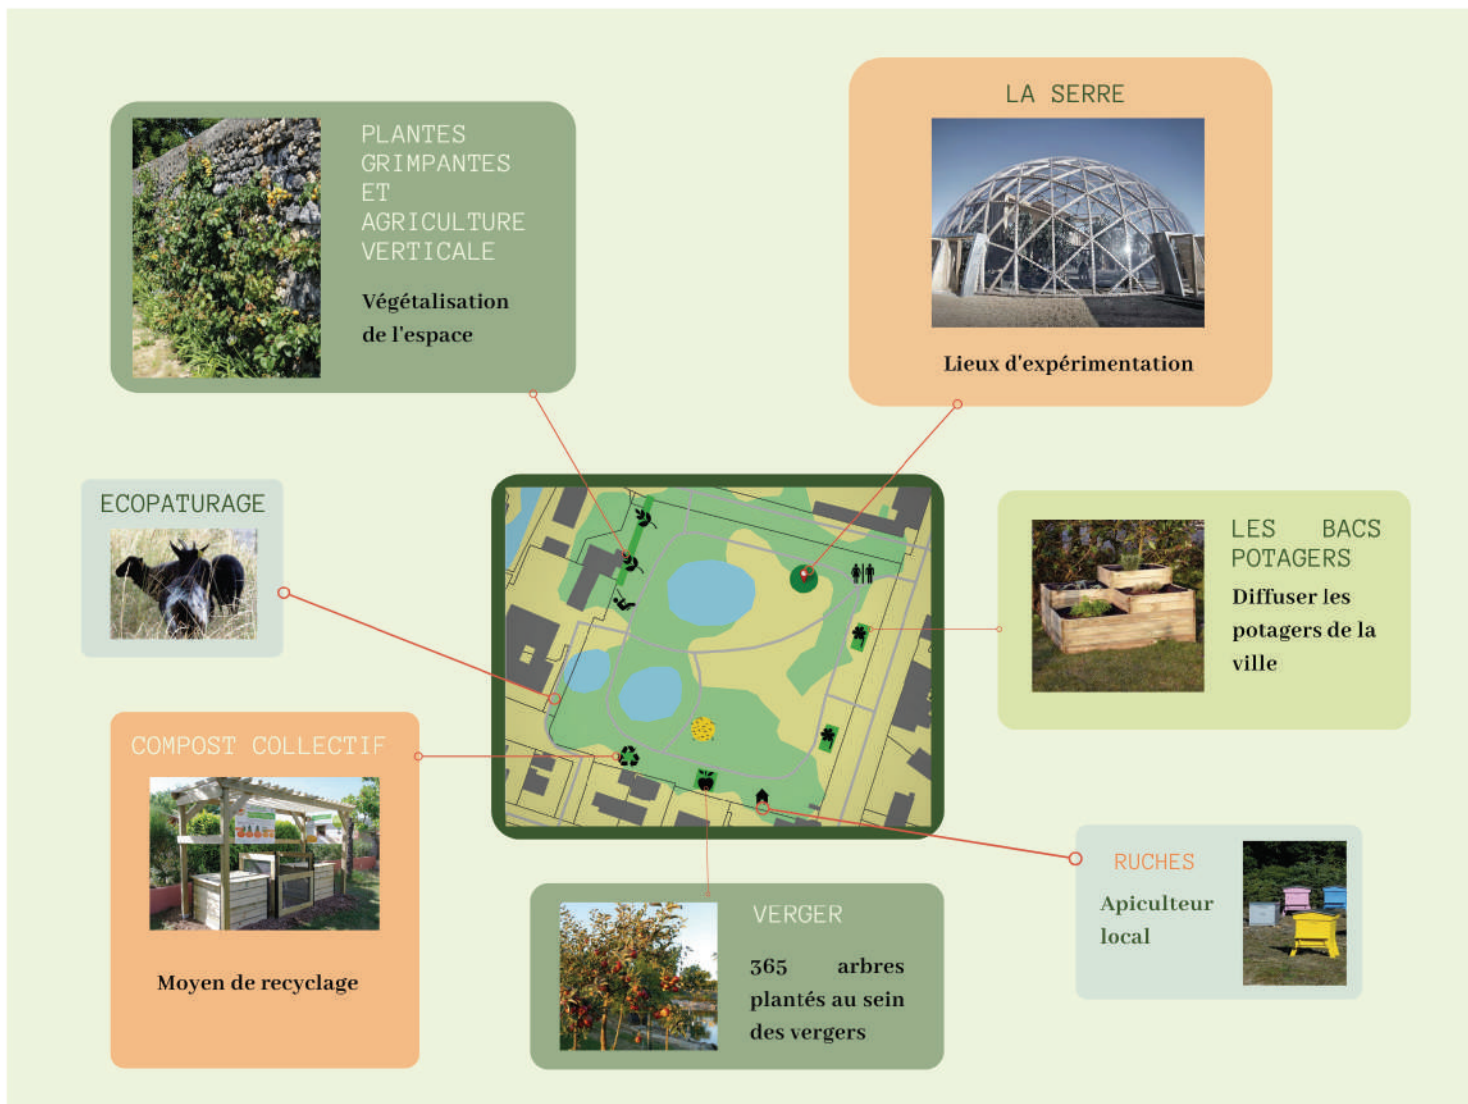 PLANTES
GRIMPANTES
ET
AGRICULTURE
VERTICALE
Végétalisation
de l'espace
LA SERRE
Lieux d'expérimentation
ECOPATURAGE
LES BACS
POTAGERS
Diffuser les
potagers de la
ville
COMPOST COLLECTIF
Moyen de recyclage
VERGER
365 arbres
plantés au sein
des vergers
RUCHES
Apiculteur
local